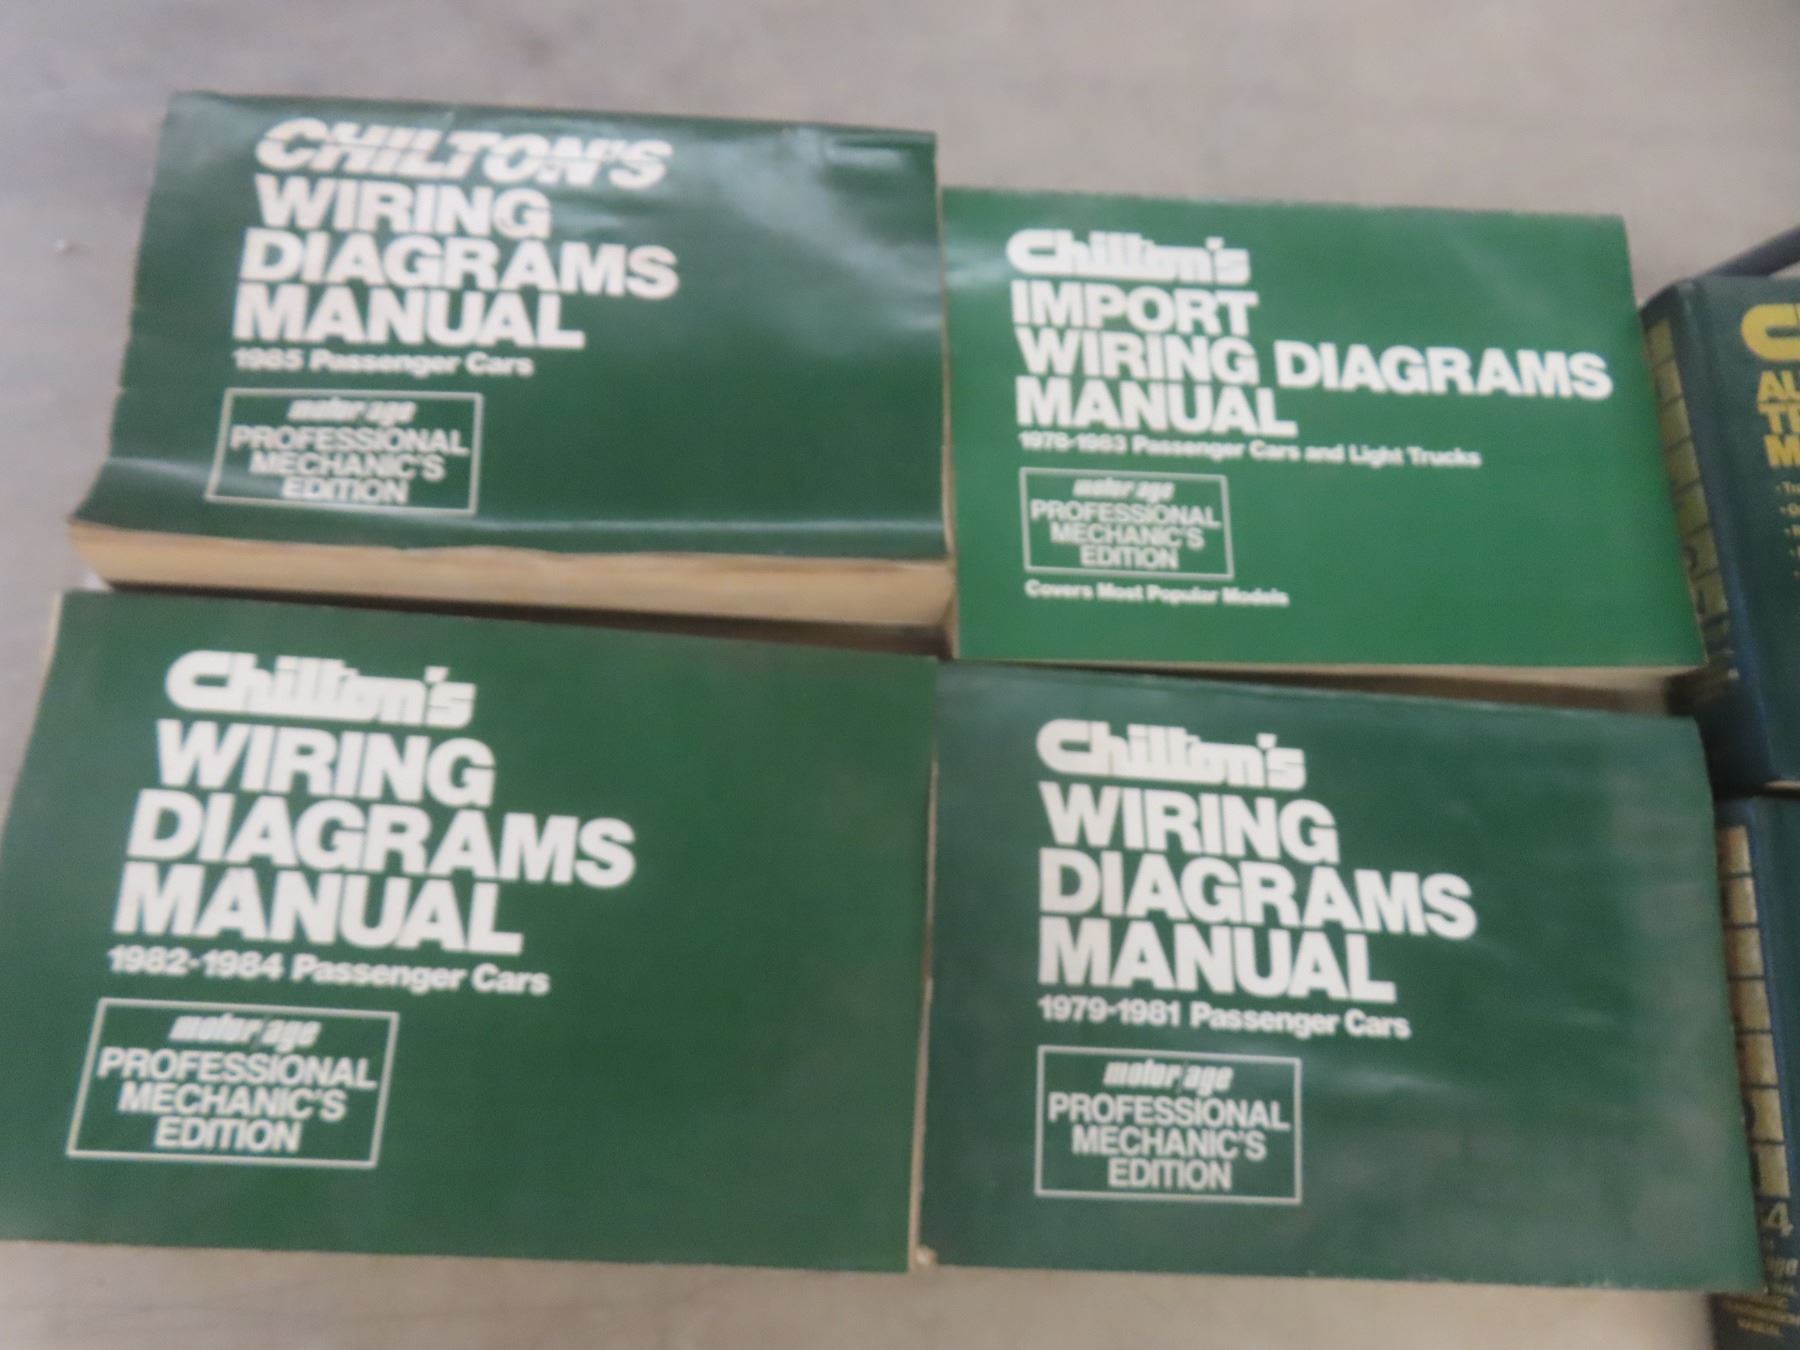 CHILTON'S
WIRING
DIAGRAMS
MANUAL
1985 Passenger Cars
motor/age
PROFESSIONAL
MECHANIC'S
EDITION
Chilton's
IMPORT
WIRING DIAGRAMS
MANUAL
1978-1983 Passenger Cars and Light Trucks
motor/age
PROFESSIONAL
MECHANIC'S
EDITION
Covers Most Popular Models
Chilton's
WIRING
DIAGRAMS
MANUAL
1982-1984 Passenger Cars
motor/age
PROFESSIONAL
MECHANIC'S
EDITION
Chilton's
WIRING
DIAGRAMS
MANUAL
1979-1981 Passenger Cars
motor/age
PROFESSIONAL
MECHANIC'S
EDITION
MANUAL